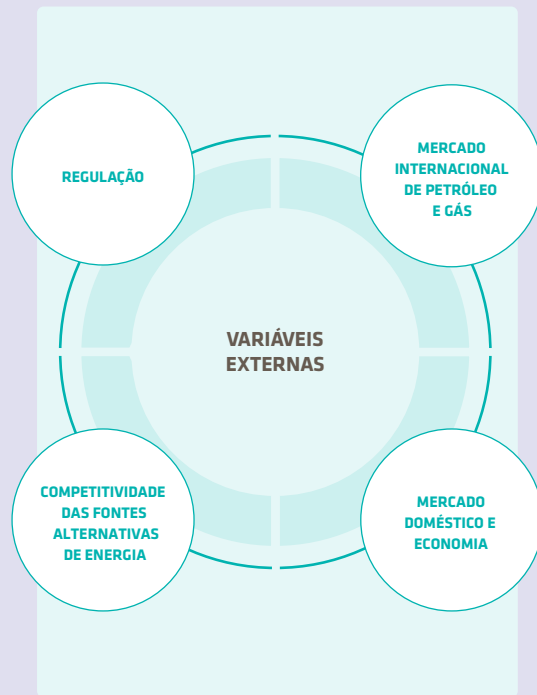 REGULAÇÃO
MERCADO
INTERNACIONAL
DE PETRÓLEO
E GÁS
VARIÁVEIS
EXTERNAS
COMPETITIVIDADE
DAS FONTES
ALTERNATIVAS
DE ENERGIA
MERCADO
DOMÉSTICO E
ECONOMIA